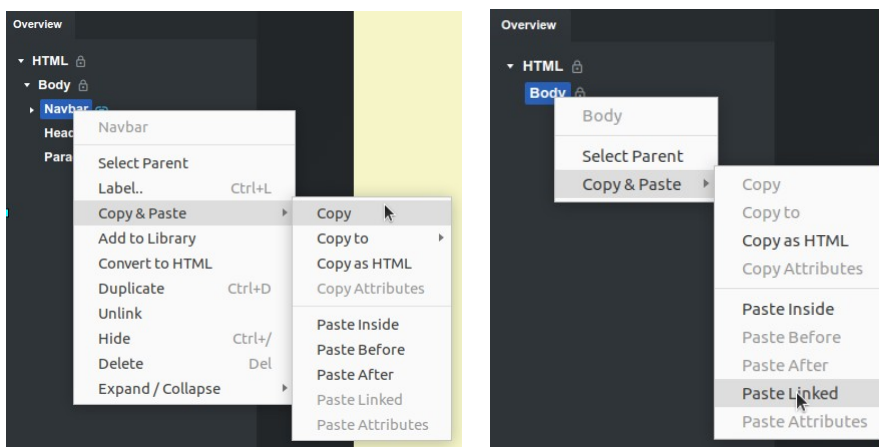 Overview
HTML
Body
Navbar
Head
Para
Navbar
Select Parent
Label.. Ctrl+L
Copy & Paste
Add to Library
Convert to HTML
Duplicate Ctrl+D
Unlink
Hide Ctrl+/
Delete Del
Expand / Collapse
Copy
Copy to
Copy as HTML
Copy Attributes
Paste Inside
Paste Before
Paste After
Paste Linked
Paste Attributes
Overview
HTML
Body
Body
Select Parent
Copy & Paste
Copy
Copy to
Copy as HTML
Copy Attributes
Paste Inside
Paste Before
Paste After
Paste Linked
Paste Attributes